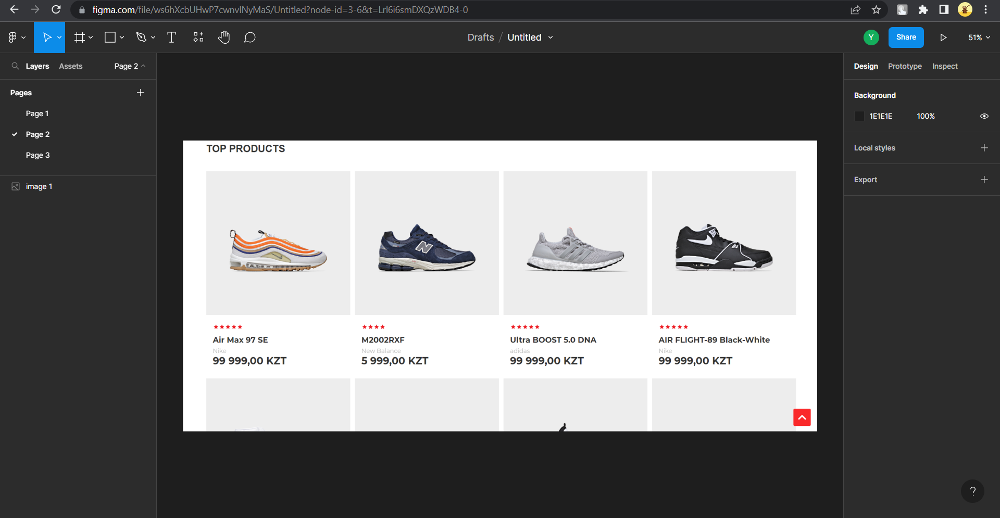 figma.com/file/ws6hXcbUHwP7cwnvlNyMaS/Untitled?node-id=3-6&t=Lrl6i6smDXQzWDB4-0
T
Drafts / Untitled
Y
Share
51%
Layers
Assets
Page 2
Pages
Page 1
Page 2
Page 3
image 1
TOP PRODUCTS
N
Air Max 97 SE
Nike
99 999,00 KZT
M2002RXF
New Balance
5 999,00 KZT
Ultra BOOST 5.0 DNA
adidas
99 999,00 KZT
AIR FLIGHT-89 Black-White
Nike
99 999,00 KZT
Design
Prototype
Inspect
Background
1E1E1E
100%
Local styles
Export
?